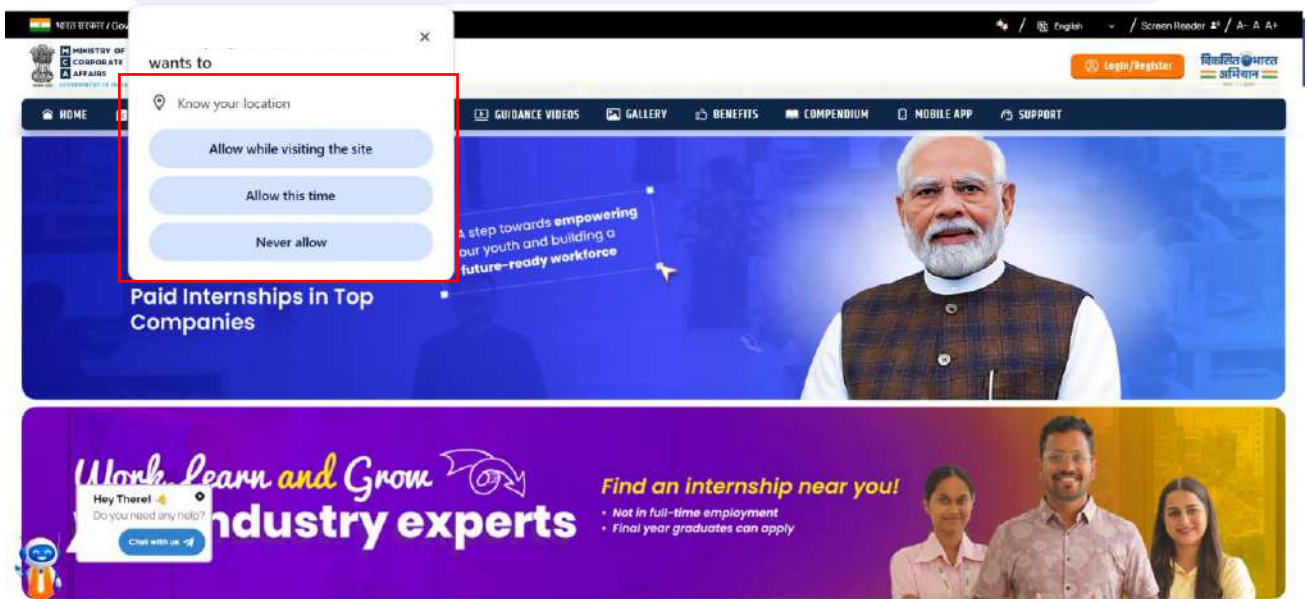 भारत सरकार / Gov
English
/ Screen Reader / A- A A+
MINISTRY OF
CORPORATE
AFFAIRS
GOVERNMENT OF INDIA
wants to
Know your location
Allow while visiting the site
Allow this time
Never allow
Login/Register
विकसित भारत
अभियान
HOME
GUIDANCE VIDEOS
GALLERY
BENEFITS
COMPENDIUM
MOBILE APP
SUPPORT
A step towards empowering
our youth and building a
future-ready workforce
Paid Internships in Top
Companies
Work, Learn and Grow
industry experts
Find an internship near you!
• Not in full-time employment
• Final year graduates can apply
Hey There!
Do you need any help?
Chat with us